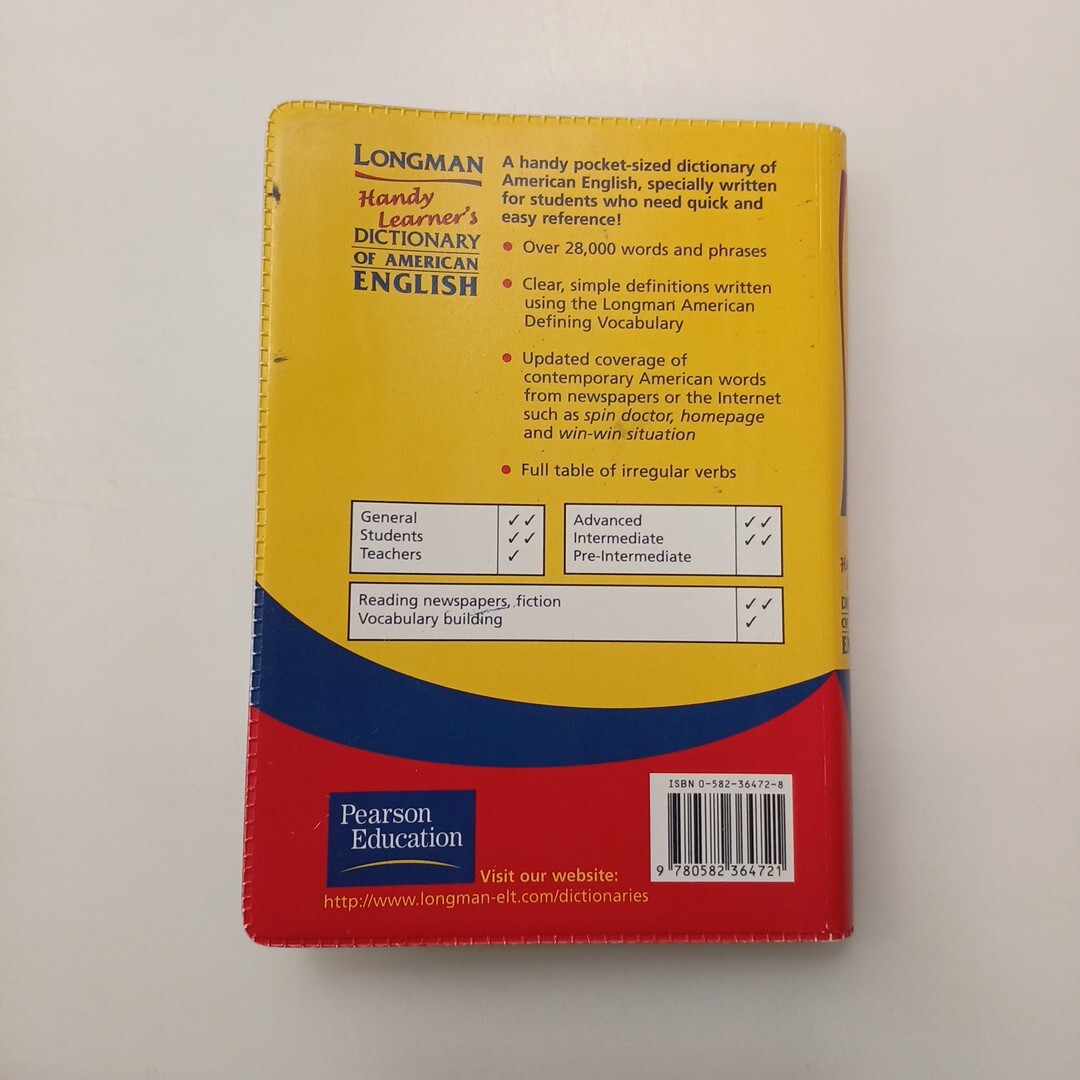 LONGMAN
Handy
Learner's
DICTIONARY
OF AMERICAN
ENGLISH
A handy pocket-sized dictionary of
American English, specially written
for students who need quick and
easy reference!
• Over 28,000 words and phrases
• Clear, simple definitions written
using the Longman American
Defining Vocabulary
• Updated coverage of
contemporary American words
from newspapers or the Internet
such as spin doctor, homepage
and win-win situation
• Full table of irregular verbs
General ✓✓
Students ✓✓
Teachers ✓
Advanced ✓✓
Intermediate ✓✓
Pre-Intermediate
Reading newspapers, fiction ✓✓
Vocabulary building ✓
Pearson
Education
Visit our website:
http://www.longman-elt.com/dictionaries
ISBN 0-582-36472-8
9 780582 364721